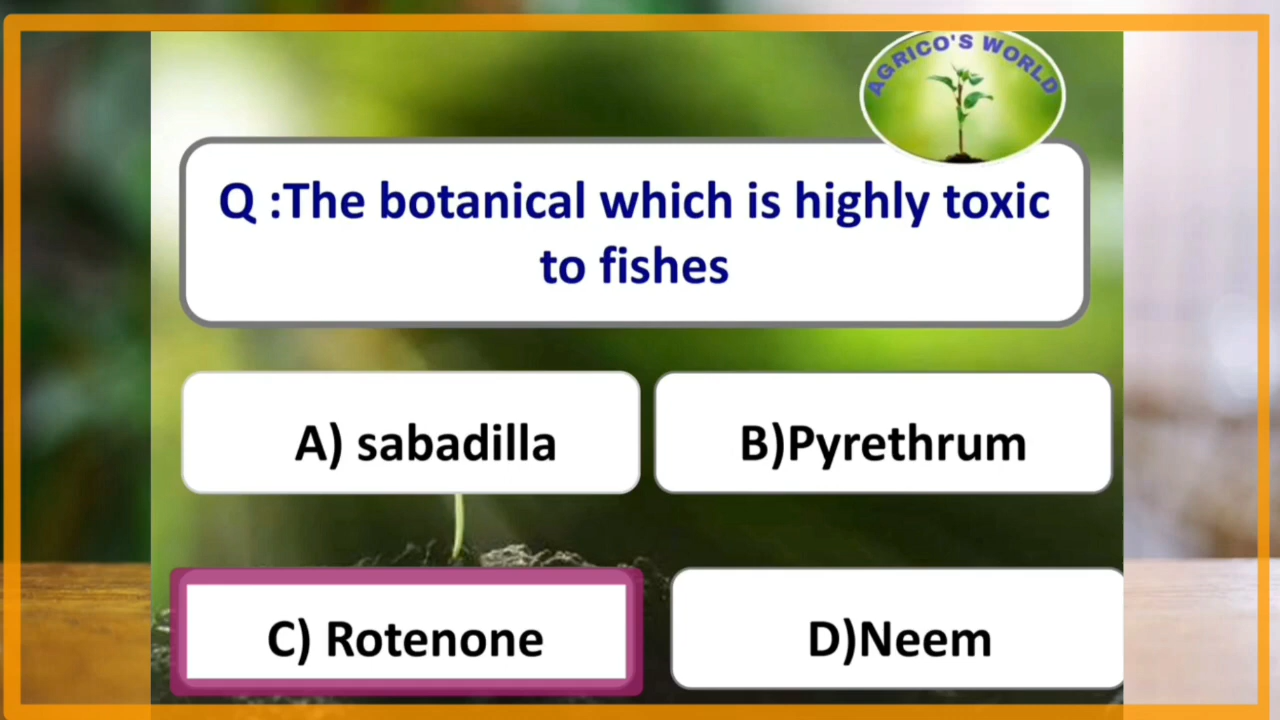 AGRICO'S WORLD
Q :The botanical which is highly toxic
to fishes
A) sabadilla
B)Pyrethrum
C) Rotenone
D)Neem